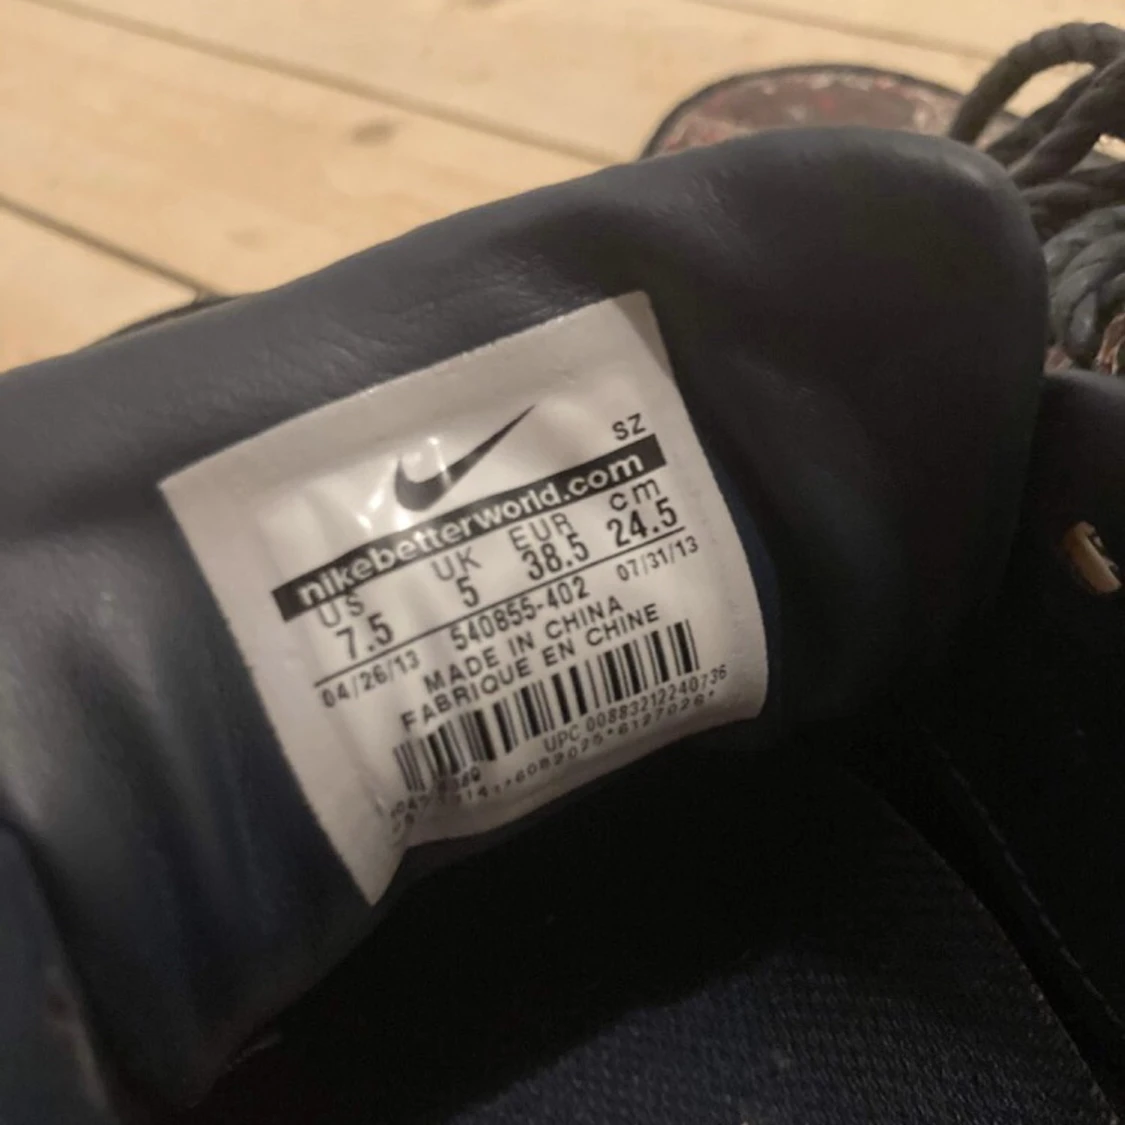 SZ
nikebetterworld.com
US UK EUR cm
7.5 5 38.5 24.5
04/26/13 540855-402 07/31/13
MADE IN CHINA
FABRIQUE EN CHINE
UPC 00883212240736